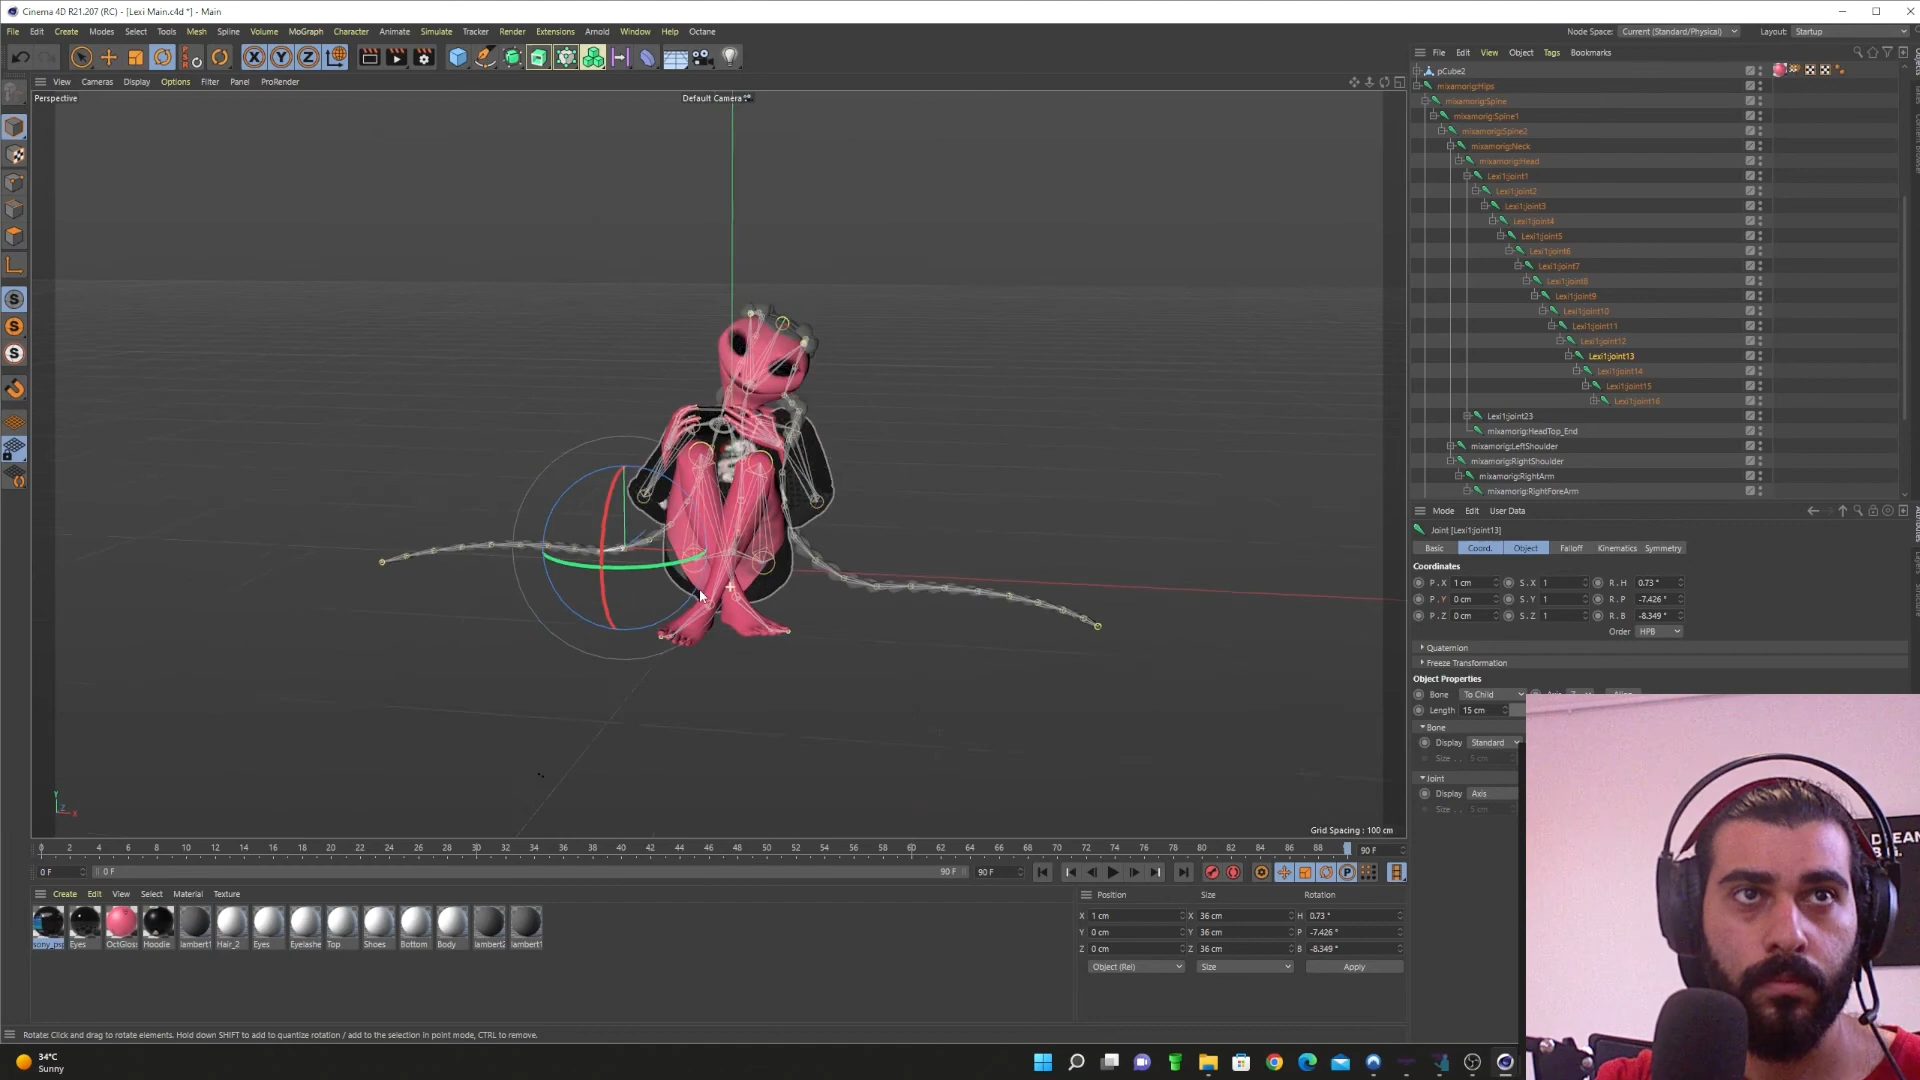 Cinema 4D R21.207 (RC) - [Lexi Main.c4d *] - Main
File Edit Create Modes Select Tools Mesh Spline Volume MoGraph Character Animate Simulate Tracker Render Extensions Arnold Window Help Octane
Node Space: Current (Standard/Physical) Layout: Startup
File Edit View Object Tags Bookmarks
View Cameras Display Options Filter Panel ProRender
Perspective
Default Camera
pCube2
mixamorig:Hips
mixamorig:Spine
mixamorig:Spine1
mixamorig:Spine2
mixamorig:Neck
mixamorig:Head
Lexi1:joint1
Lexi1:joint2
Lexi1:joint3
Lexi1:joint4
Lexi1:joint5
Lexi1:joint6
Lexi1:joint7
Lexi1:joint8
Lexi1:joint9
Lexi1:joint10
Lexi1:joint11
Lexi1:joint12
Lexi1:joint13
Lexi1:joint14
Lexi1:joint15
Lexi1:joint16
Lexi1:joint23
mixamorig:HeadTop_End
mixamorig:LeftShoulder
mixamorig:RightShoulder
mixamorig:RightArm
mixamorig:RightForeArm
Mode Edit User Data
Joint [Lexi1:joint13]
Basic Coord. Object Falloff Kinematics Symmetry
Coordinates
P . X 1 cm S . X 1 R . H 0.73 °
P . Y 0 cm S . Y 1 R . P -7.426 °
P . Z 0 cm S . Z 1 R . B -8.349 °
Order HPB
Quaternion
Freeze Transformation
Object Properties
Bone To Child
Length 15 cm
Bone
Display Standard
Size . . 5 cm
Joint
Display Axis
Size . . 5 cm
Y
Z X
Grid Spacing : 100 cm
0 2 4 6 8 10 12 14 16 18 20 22 24 26 28 30 32 34 36 38 40 42 44 46 48 50 52 54 56 58 60 62 64 66 68 70 72 74 76 78 80 82 84 86 88 90 F
0 F 0 F 90 F 90 F
Create Edit View Select Material Texture
Eyes OctGloss Hoodie lambert1 Hair_2 Eyes Eyelashe Top Shoes Bottom Body lambert2 lambert1
Position Size Rotation
X 1 cm X 36 cm H 0.73 °
Y 0 cm Y 36 cm P -7.426 °
Z 0 cm Z 36 cm B -8.349 °
Object (Rel) Size Apply
Rotate: Click and drag to rotate elements. Hold down SHIFT to add to quantize rotation / add to the selection in point mode, CTRL to remove.
34°C
Sunny